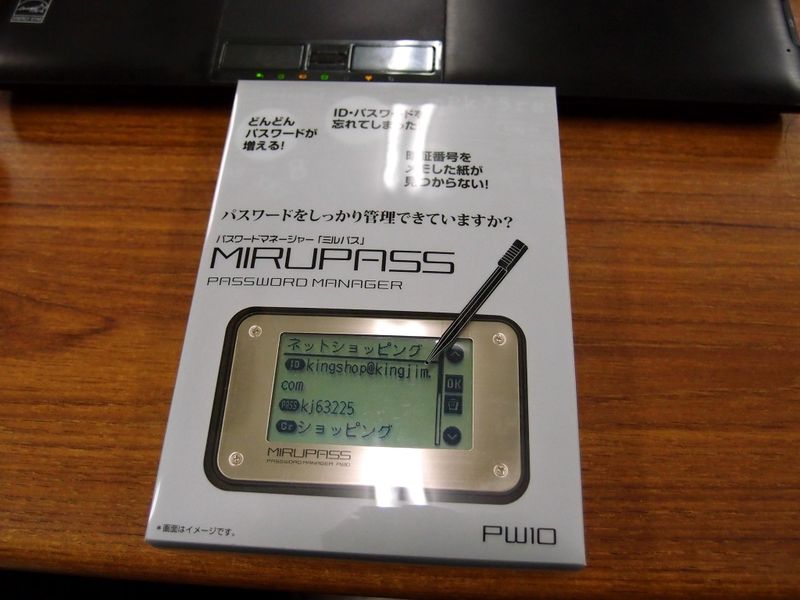 ENERGY STAR
どんどん
パスワードが
増える!
ID・パスワードを
忘れてしまった
暗証番号を
メモした紙が
見つからない!
パスワードをしっかり管理できていますか?
パスワードマネージャー「ミルパス」
MIRUPASS
PASSWORD MANAGER
ネットショッピング
ID kingshop@kingjim.
com
OK
PASS kj63225
Gr ショッピング
MIRUPASS
PASSWORD MANAGER PW10
*画面はイメージです。
PW10